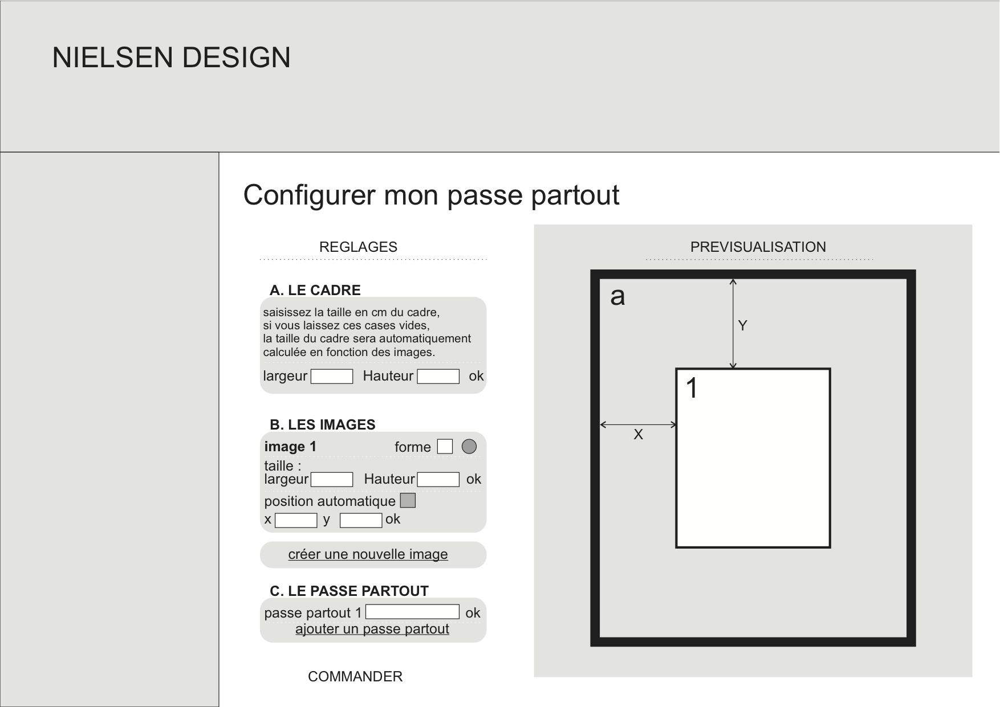 NIELSEN DESIGN
Configurer mon passe partout
REGLAGES
A. LE CADRE
saisissez la taille en cm du cadre,
si vous laissez ces cases vides,
la taille du cadre sera automatiquement
calculée en fonction des images.
largeur Hauteur ok
B. LES IMAGES
image 1 forme
taille :
largeur Hauteur ok
position automatique
x y ok
créer une nouvelle image
C. LE PASSE PARTOUT
passe partout 1 ok
ajouter un passe partout
COMMANDER
PREVISUALISATION
a
Y
1
X